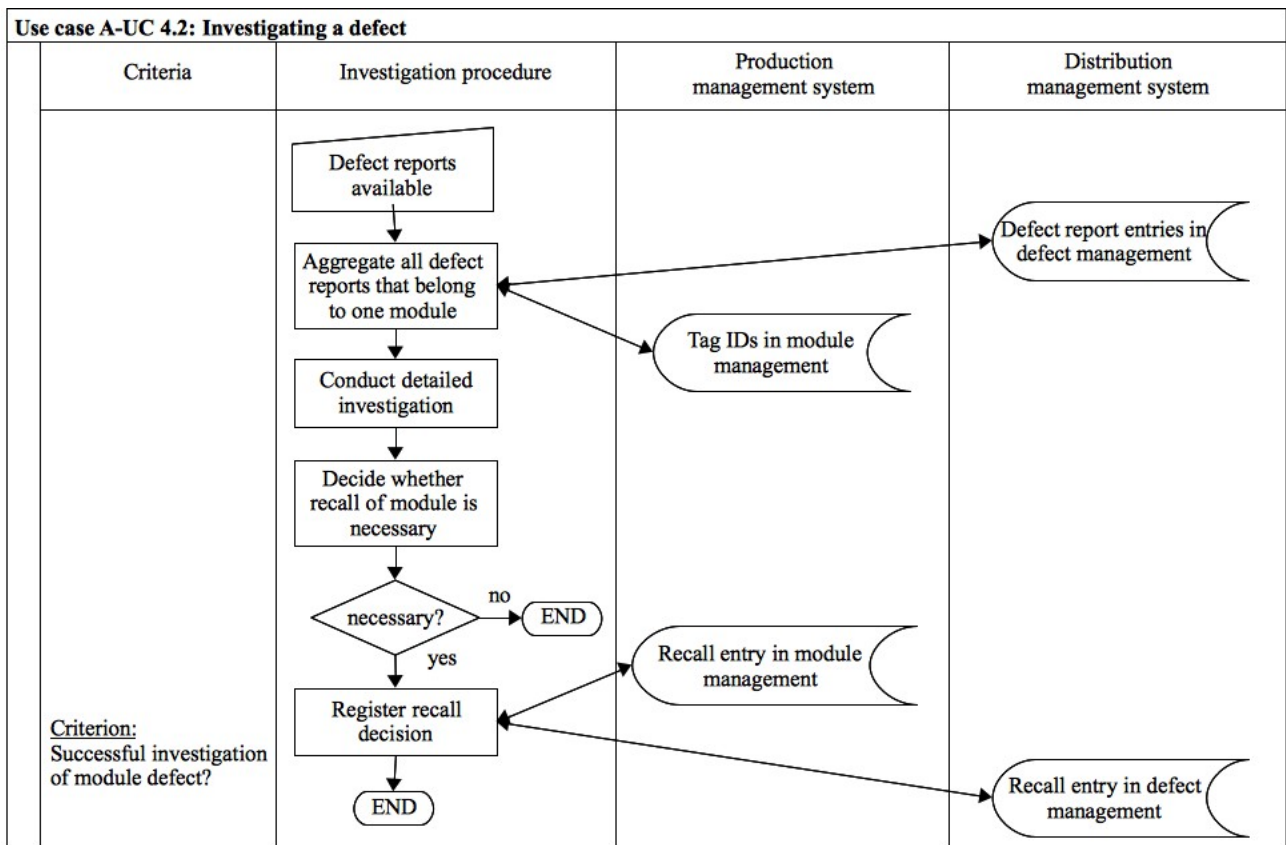 Use case A-UC 4.2: Investigating a defect
Criteria
Investigation procedure
Production
management system
Distribution
management system
Defect reports
available
Defect report entries in
defect management
Aggregate all defect
reports that belong
to one module
Tag IDs in module
management
Conduct detailed
investigation
Decide whether
recall of module is
necessary
necessary?
no
END
yes
Recall entry in module
management
Register recall
decision
Criterion:
Successful investigation
of module defect?
Recall entry in defect
management
END